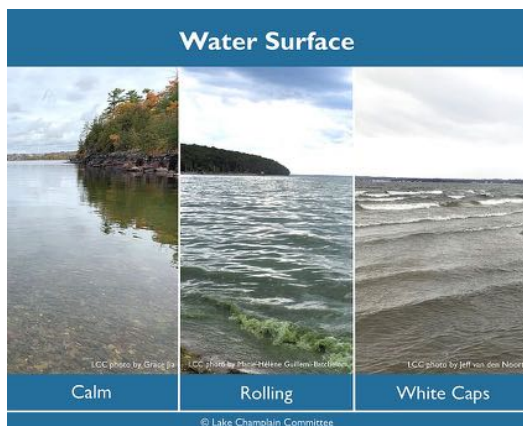 Water Surface
LCC photo by Grace Jia
LCC photo by Marie-Hélène Guillemi-Batchelor
LCC photo by Jeff van den Noort
Calm
Rolling
White Caps
© Lake Champlain Committee